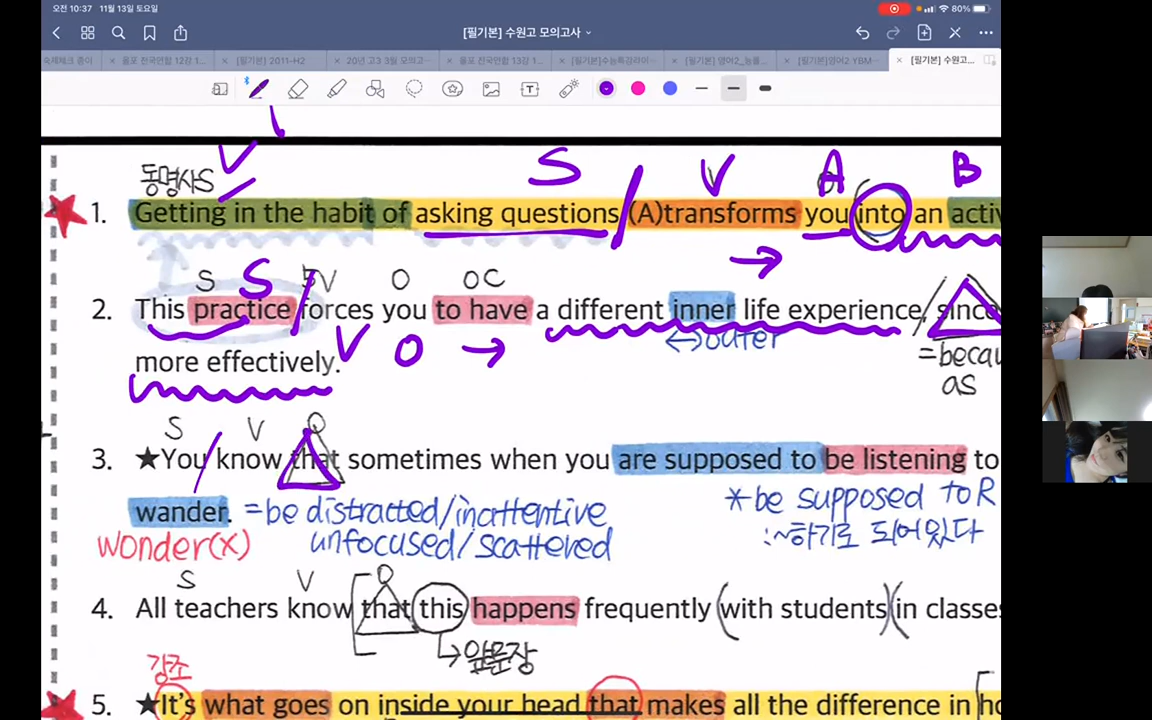 오전 10:37 11월 13일 토요일
80%
[필기본] 수원고 모의고사
숙제체크 종이 올포 전국연합 12강 1... [필기본] 2011-H2 20년 고3 3월 모의고... 올포 전국연합 13강 1... [필기본]수능특강라이... [필기본] 영어2_능률... [필기본]영어2 YBM... [필기본] 수원고...
V
동명사S S V A B
1. Getting in the habit of asking questions (A)transforms you into an activ
S S V O OC
2. This practice forces you to have a different inner life experience, since
V O → ↔outer =becau
more effectively. as
S V O
3. ★You know that sometimes when you are supposed to be listening to
wander. =be distracted/inattentive *be supposed to R
wonder(x) unfocused/scattered :~하기로 되어있다
S V O
4. All teachers know that this happens frequently (with students)(in classes
↳앞문장
강조
5. ★It's what goes on inside your head that makes all the difference in ho